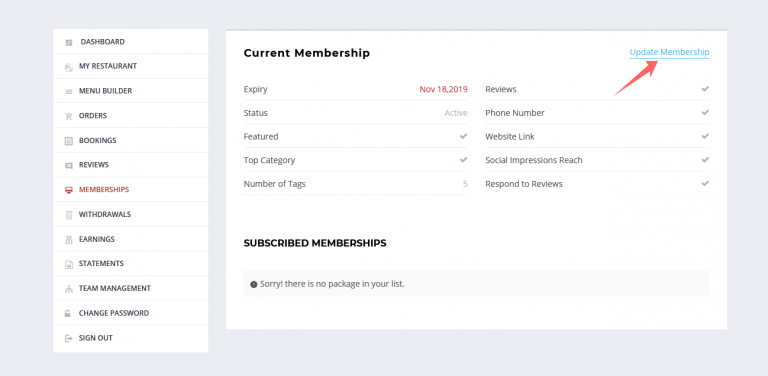 DASHBOARD
MY RESTAURANT
MENU BUILDER
ORDERS
BOOKINGS
REVIEWS
MEMBERSHIPS
WITHDRAWALS
EARNINGS
STATEMENTS
TEAM MANAGEMENT
CHANGE PASSWORD
SIGN OUT
Current Membership
Update Membership
Expiry Nov 18,2019
Status Active
Featured
Top Category
Number of Tags 5
Reviews
Phone Number
Website Link
Social Impressions Reach
Respond to Reviews
SUBSCRIBED MEMBERSHIPS
Sorry! there is no package in your list.